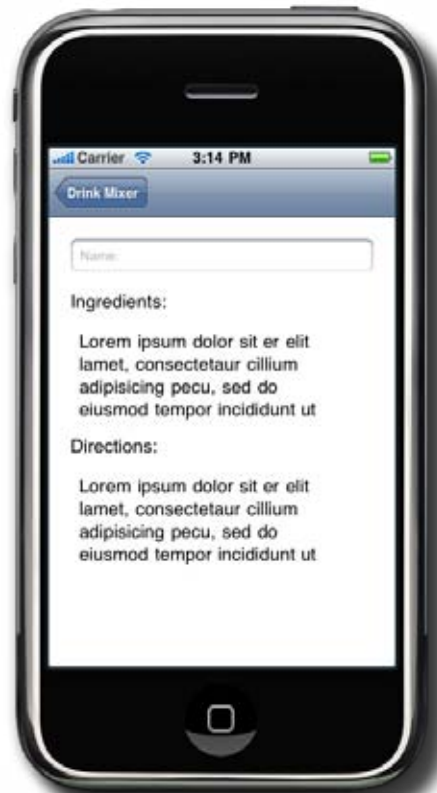 Carrier 3:14 PM
Drink Mixer
Name:
Ingredients:
Lorem ipsum dolor sit er elit
lamet, consectetaur cillium
adipisicing pecu, sed do
eiusmod tempor incididunt ut
Directions:
Lorem ipsum dolor sit er elit
lamet, consectetaur cillium
adipisicing pecu, sed do
eiusmod tempor incididunt ut